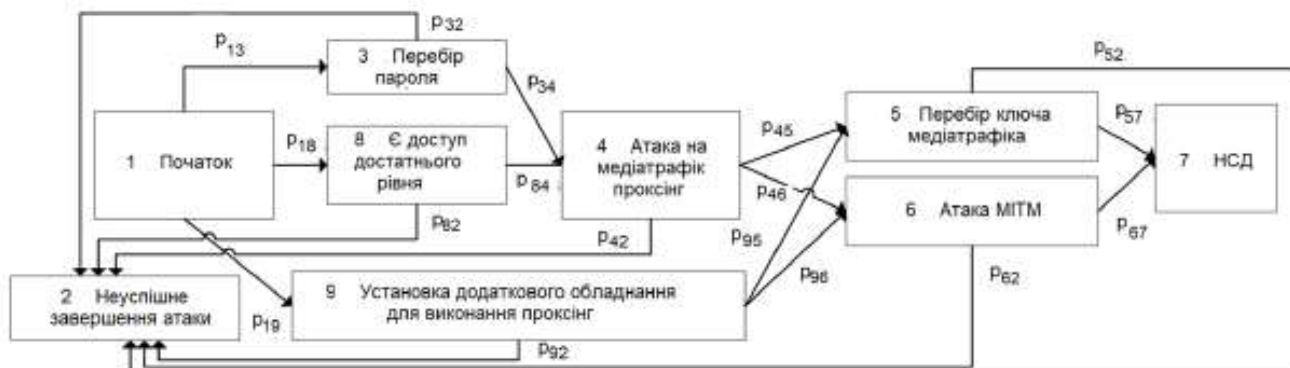 p32
p52
p13
3 Перебір
пароля
p34
5 Перебір ключа
медіатрафіка
p57
p45
1 Початок
p18
8 Є доступ
достатнього
рівня
p84
4 Атака на
медіатрафік
проксінг
p46
7 НСД
6 Атака МІТМ
p67
p82
p42
p95
p96
p62
2 Неуспішне
завершення атаки
p19
9 Установка додаткового обладнання
для виконання проксінг
p92